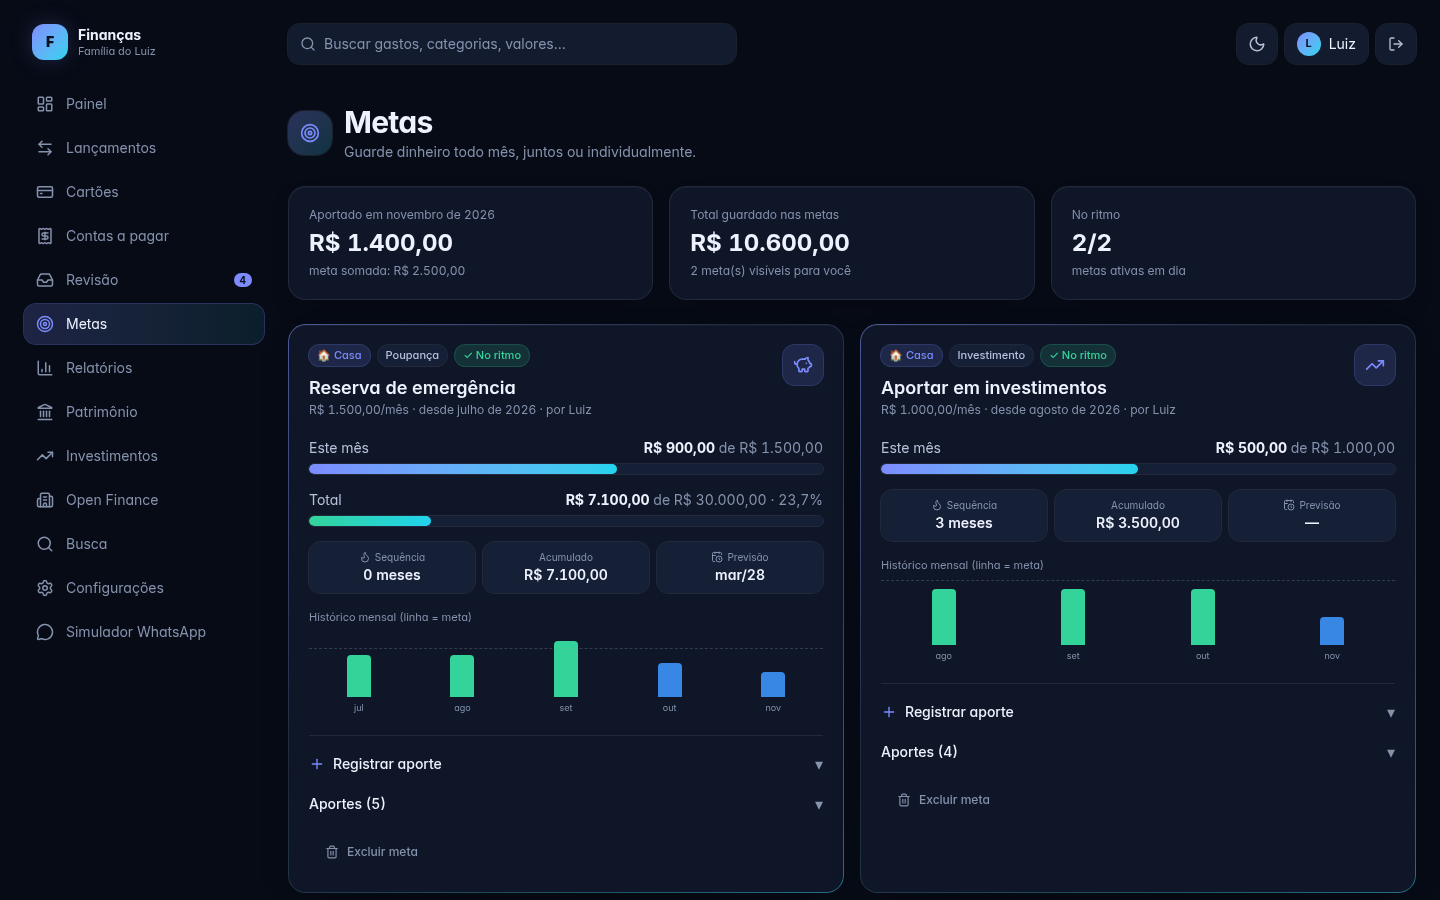 F
Finanças
Família do Luiz
Buscar gastos, categorias, valores...
L
Luiz
Painel
Lançamentos
Cartões
Contas a pagar
Revisão
4
Metas
Relatórios
Patrimônio
Investimentos
Open Finance
Busca
Configurações
Simulador WhatsApp
Metas
Guarde dinheiro todo mês, juntos ou individualmente.
Aportado em novembro de 2026
R$ 1.400,00
meta somada: R$ 2.500,00
Total guardado nas metas
R$ 10.600,00
2 meta(s) visíveis para você
No ritmo
2/2
metas ativas em dia
🏠 Casa
Poupança
✓ No ritmo
Reserva de emergência
R$ 1.500,00/mês · desde julho de 2026 · por Luiz
Este mês
R$ 900,00 de R$ 1.500,00
Total
R$ 7.100,00 de R$ 30.000,00 · 23,7%
Sequência
0 meses
Acumulado
R$ 7.100,00
Previsão
mar/28
Histórico mensal (linha = meta)
jul
ago
set
out
nov
Registrar aporte
▾
Aportes (5)
▾
Excluir meta
🏠 Casa
Investimento
✓ No ritmo
Aportar em investimentos
R$ 1.000,00/mês · desde agosto de 2026 · por Luiz
Este mês
R$ 500,00 de R$ 1.000,00
Sequência
3 meses
Acumulado
R$ 3.500,00
Previsão
—
Histórico mensal (linha = meta)
ago
set
out
nov
Registrar aporte
▾
Aportes (4)
▾
Excluir meta